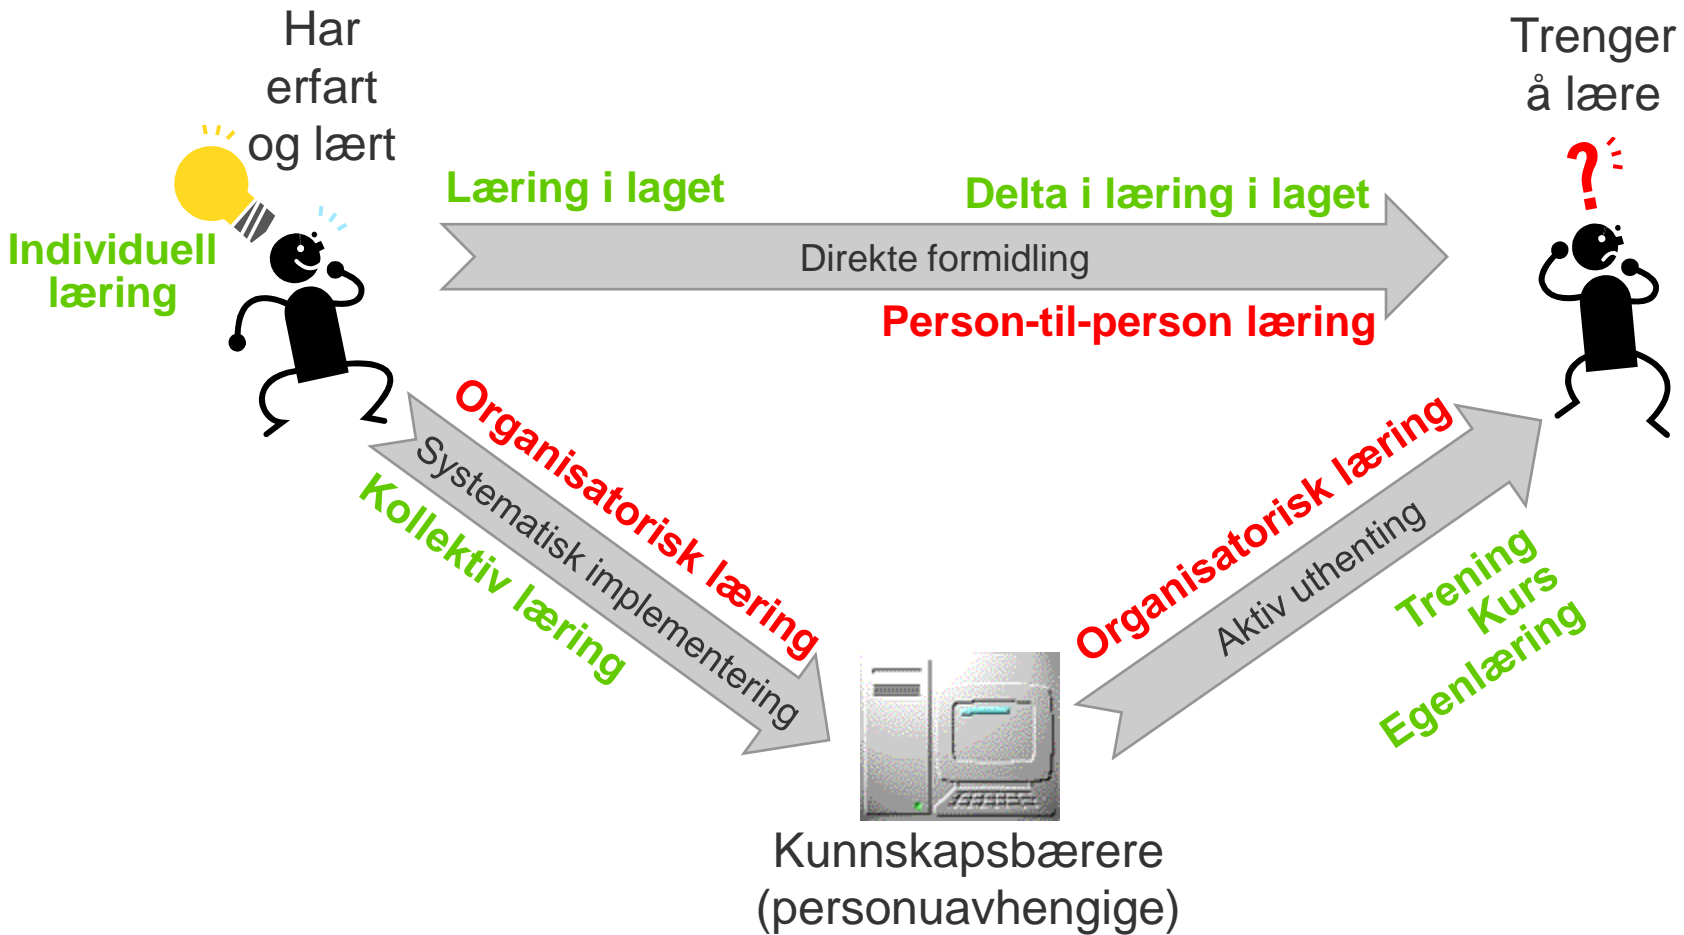 Har
erfart
og lært
Trenger
å lære
Individuell
læring
Læring i laget
Delta i læring i laget
Direkte formidling
Person-til-person læring
Organisatorisk læring
Systematisk implementering
Kollektiv læring
Organisatorisk læring
Aktiv uthenting
Trening
Kurs
Egenlæring
Kunnskapsbærere
(personuavhengige)